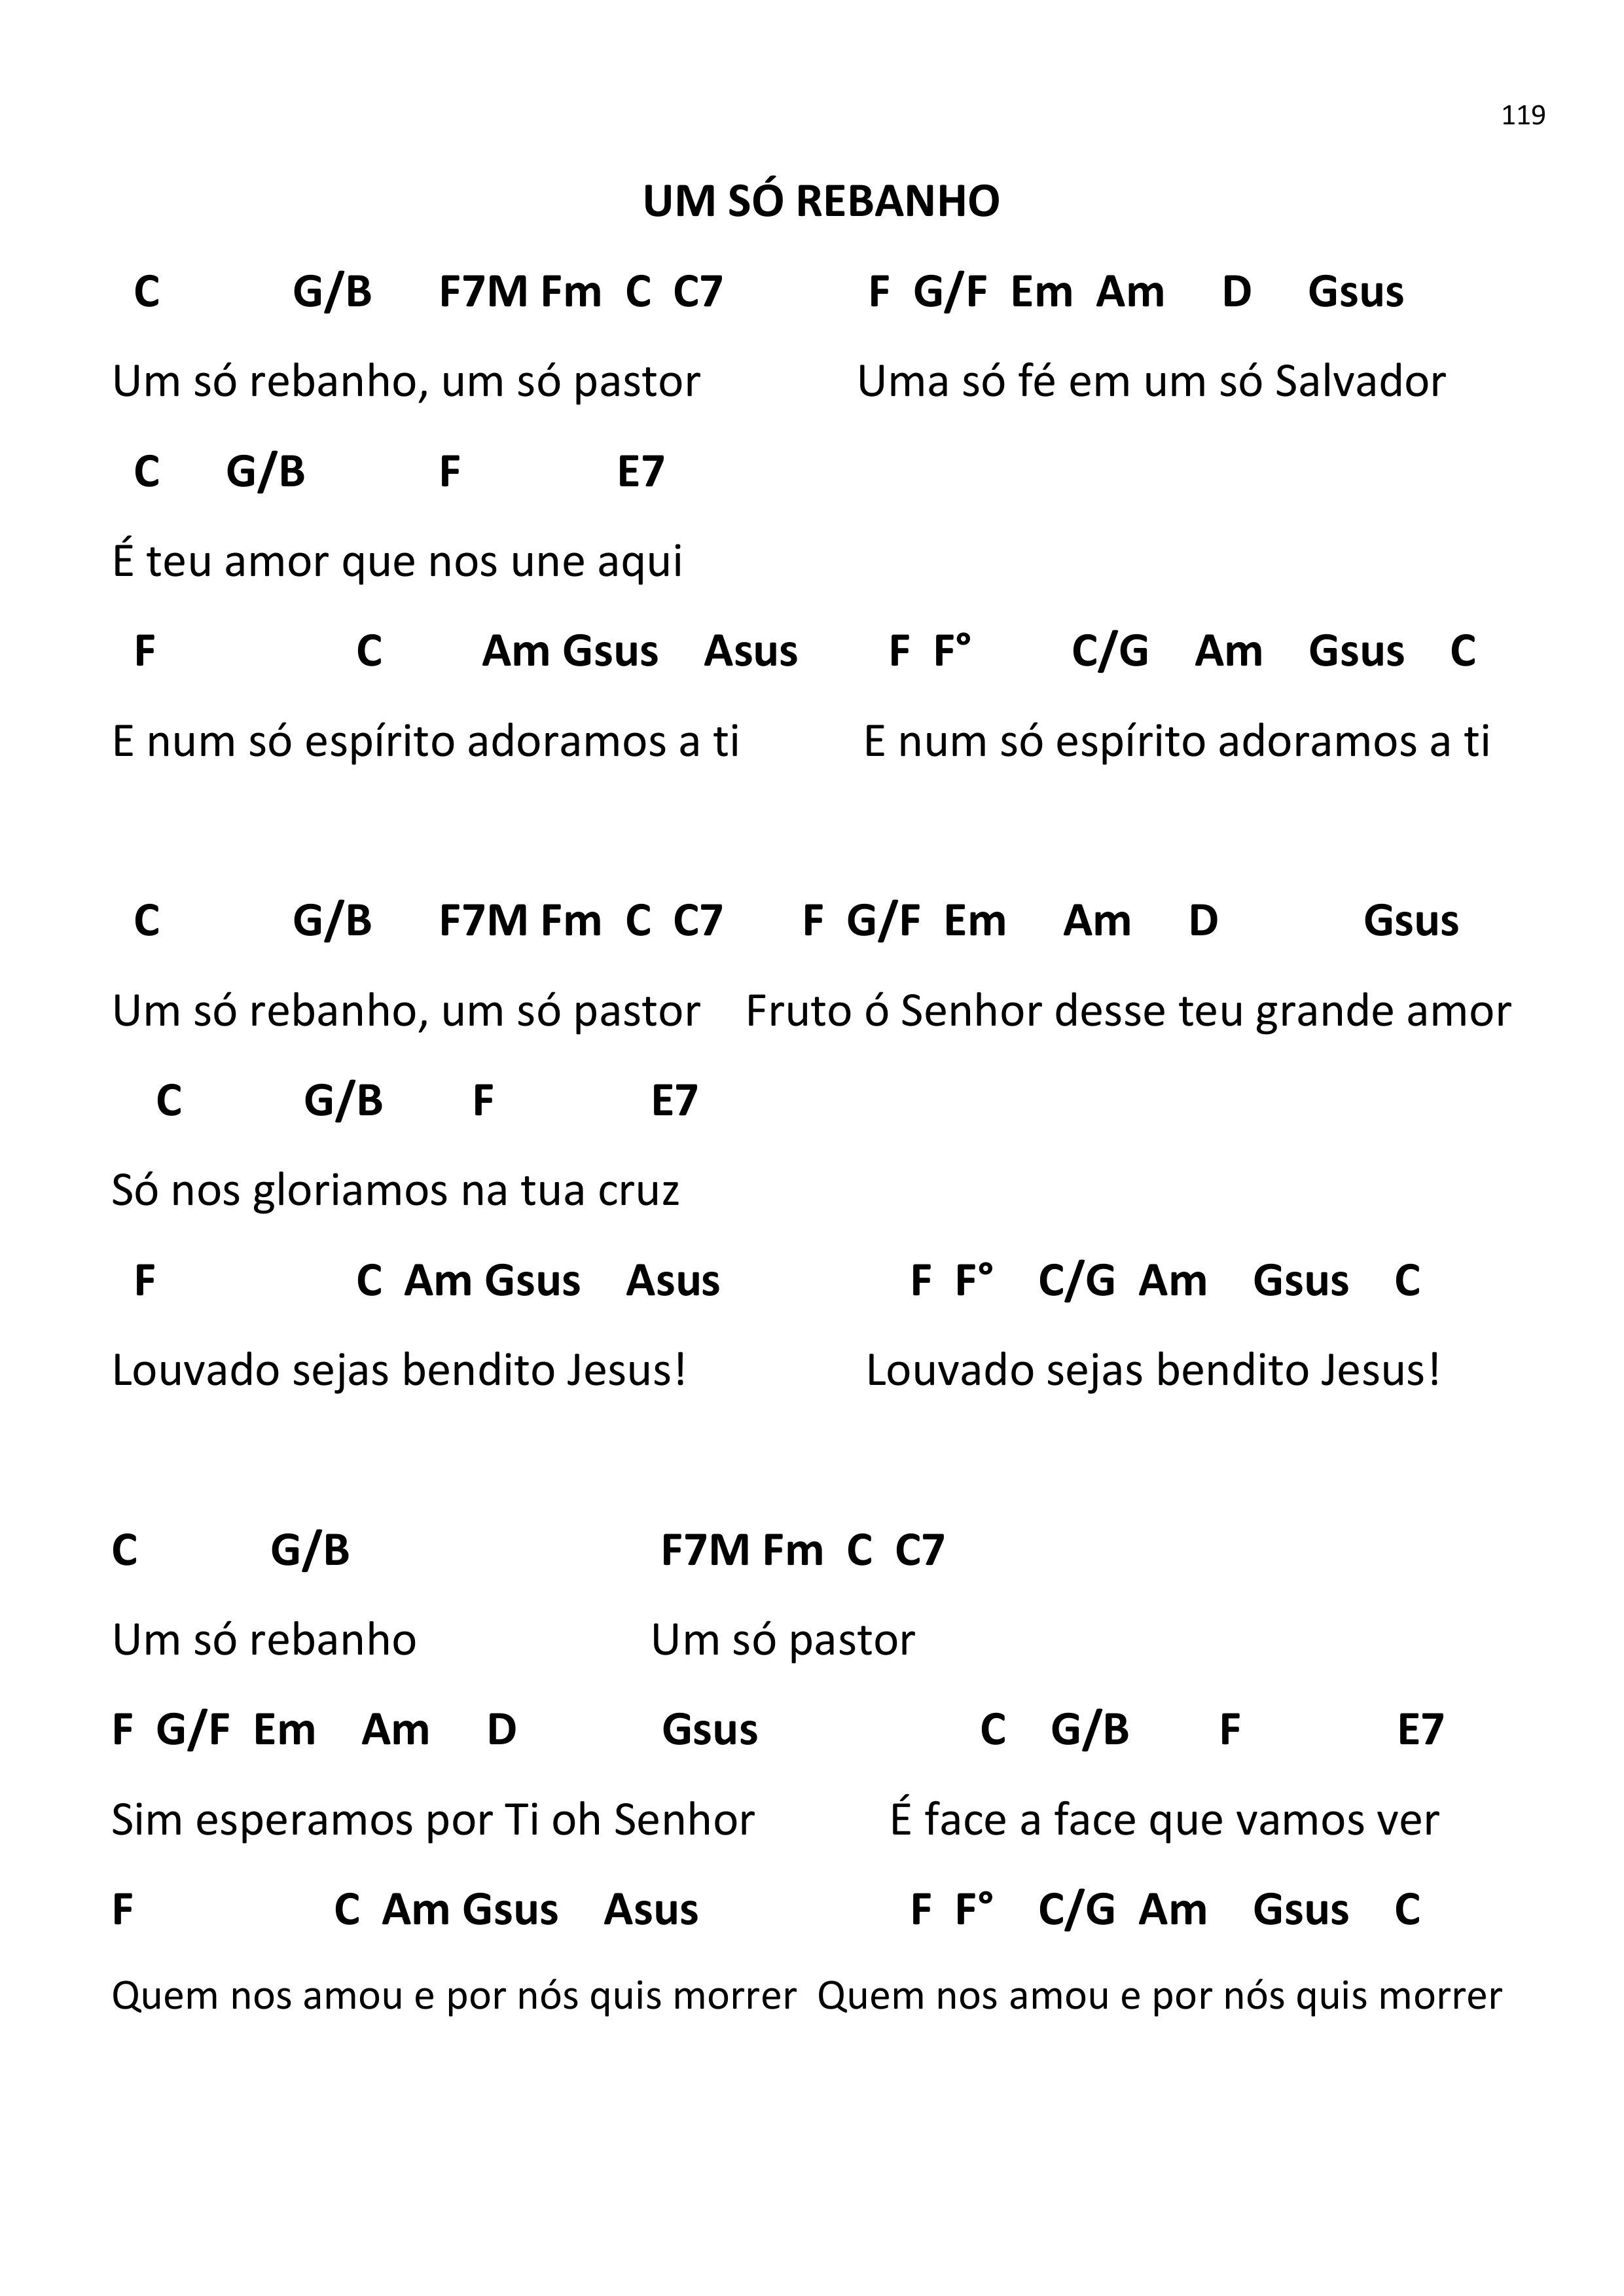 119
UM SÓ REBANHO
C G/B F7M Fm C C7 F G/F Em Am D Gsus
Um só rebanho, um só pastor Uma só fé em um só Salvador
C G/B F E7
É teu amor que nos une aqui
F C Am Gsus Asus F F° C/G Am Gsus C
E num só espírito adoramos a ti E num só espírito adoramos a ti
C G/B F7M Fm C C7 F G/F Em Am D Gsus
Um só rebanho, um só pastor Fruto ó Senhor desse teu grande amor
C G/B F E7
Só nos gloriamos na tua cruz
F C Am Gsus Asus F F° C/G Am Gsus C
Louvado sejas bendito Jesus! Louvado sejas bendito Jesus!
C G/B F7M Fm C C7
Um só rebanho Um só pastor
F G/F Em Am D Gsus C G/B F E7
Sim esperamos por Ti oh Senhor É face a face que vamos ver
F C Am Gsus Asus F F° C/G Am Gsus C
Quem nos amou e por nós quis morrer Quem nos amou e por nós quis morrer